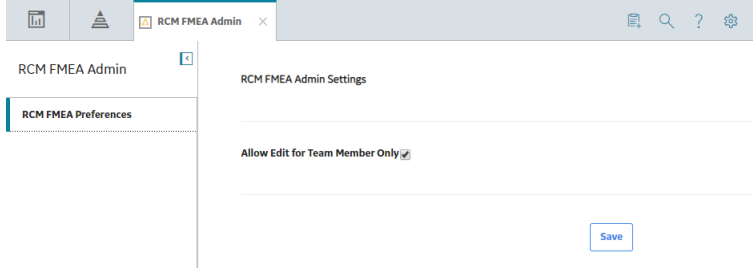 RCM FMEA Admin
RCM FMEA Admin
RCM FMEA Admin Settings
RCM FMEA Preferences
Allow Edit for Team Member Only
Save